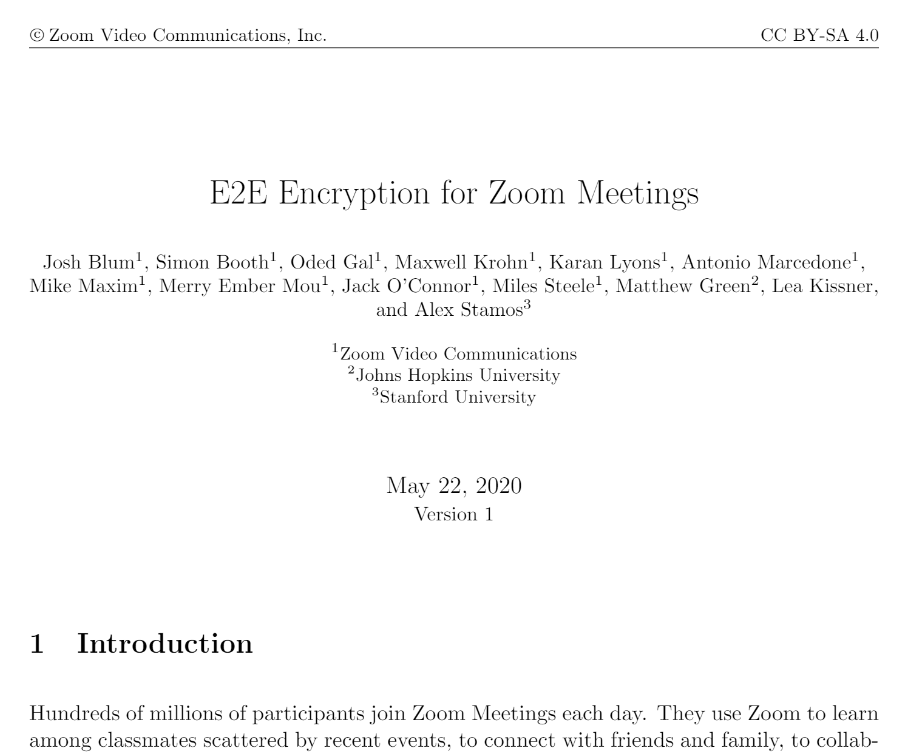 © Zoom Video Communications, Inc. CC BY-SA 4.0
E2E Encryption for Zoom Meetings
Josh Blum¹, Simon Booth¹, Oded Gal¹, Maxwell Krohn¹, Karan Lyons¹, Antonio Marcedone¹,
Mike Maxim¹, Merry Ember Mou¹, Jack O'Connor¹, Miles Steele¹, Matthew Green², Lea Kissner,
and Alex Stamos³
¹Zoom Video Communications
²Johns Hopkins University
³Stanford University
May 22, 2020
Version 1
1 Introduction
Hundreds of millions of participants join Zoom Meetings each day. They use Zoom to learn
among classmates scattered by recent events, to connect with friends and family, to collab-